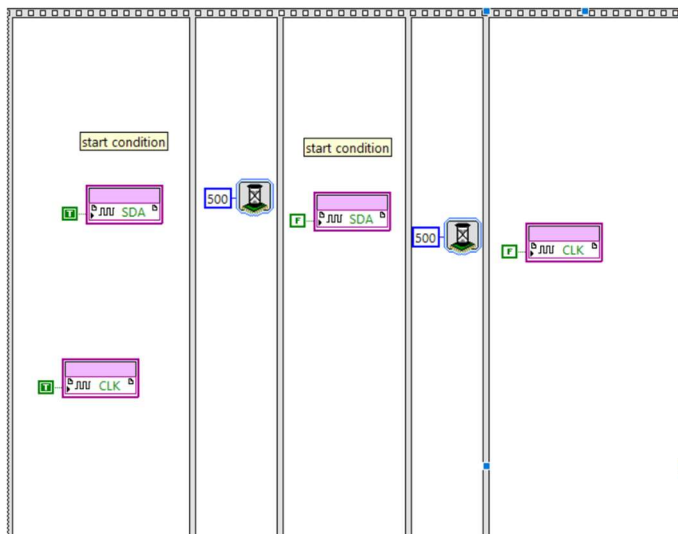 start condition
T SDA
T CLK
500
start condition
F SDA
500
F CLK